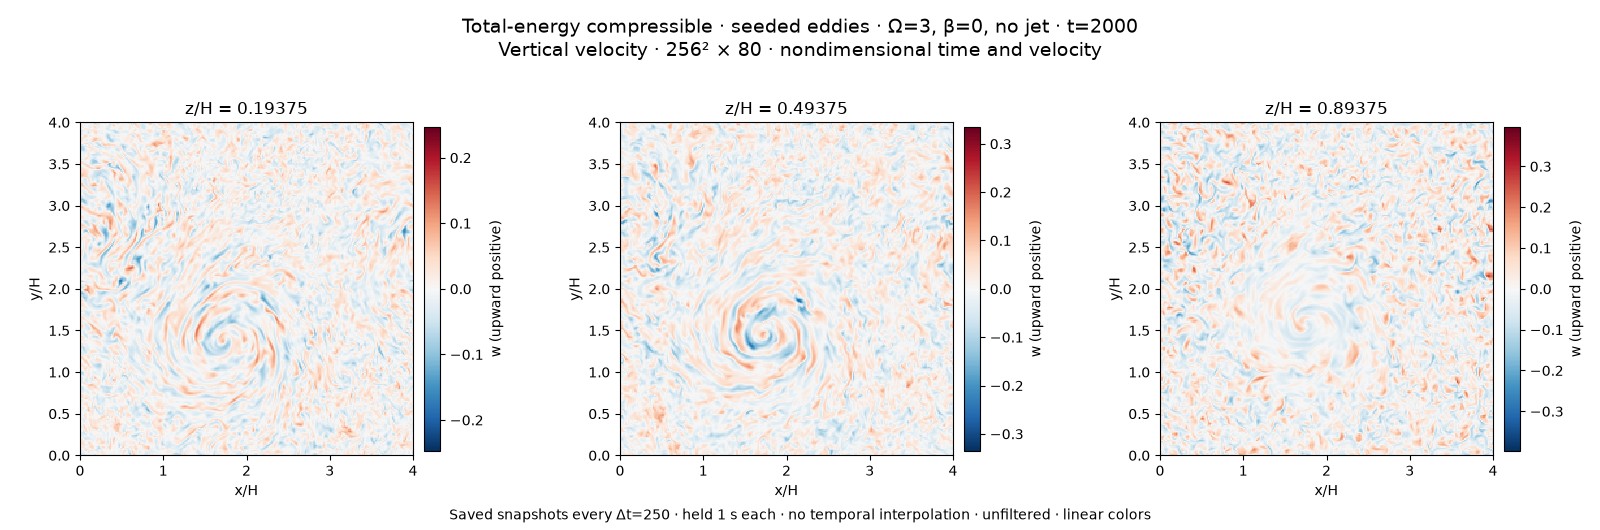 Total-energy compressible · seeded eddies · Ω=3, β=0, no jet · t=2000
Vertical velocity · 256² × 80 · nondimensional time and velocity
z/H = 0.19375
4.0
3.5
3.0
2.5
2.0
1.5
1.0
0.5
0.0
y/H
0 1 2 3 4
x/H
0.2
0.1
0.0
−0.1
−0.2
w (upward positive)
z/H = 0.49375
4.0
3.5
3.0
2.5
2.0
1.5
1.0
0.5
0.0
y/H
0 1 2 3 4
x/H
0.3
0.2
0.1
0.0
−0.1
−0.2
−0.3
w (upward positive)
z/H = 0.89375
4.0
3.5
3.0
2.5
2.0
1.5
1.0
0.5
0.0
y/H
0 1 2 3 4
x/H
0.3
0.2
0.1
0.0
−0.1
−0.2
−0.3
w (upward positive)
Saved snapshots every Δt=250 · held 1 s each · no temporal interpolation · unfiltered · linear colors